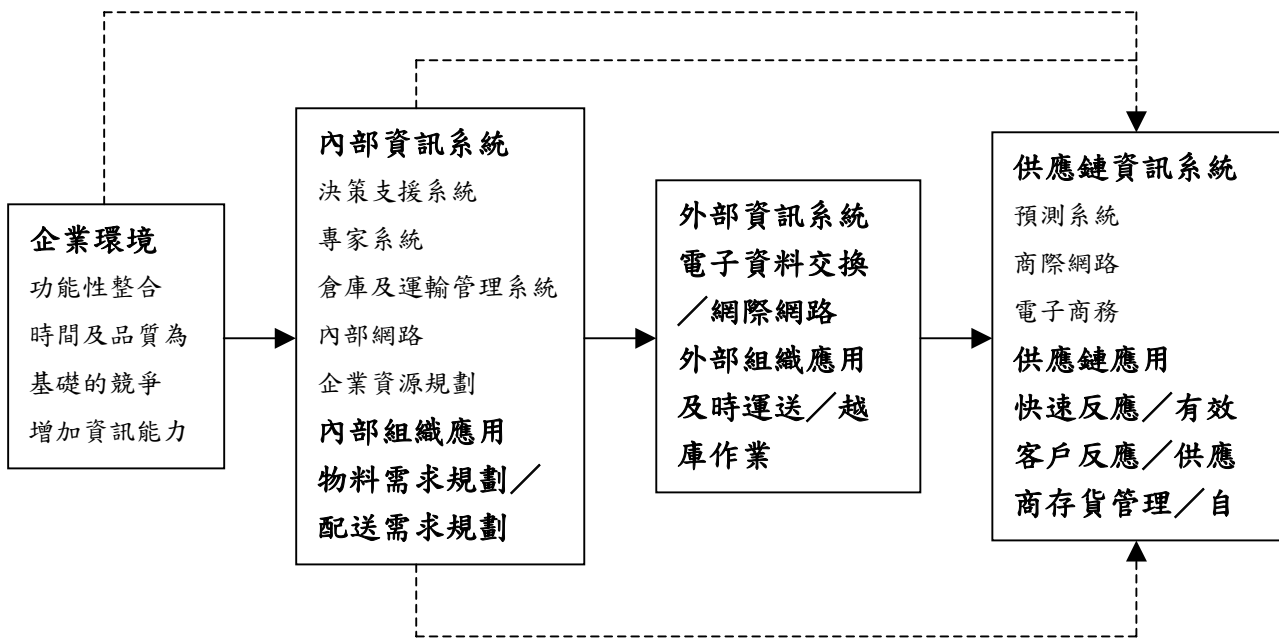 企業環境
功能性整合
時間及品質為
基礎的競爭
增加資訊能力
內部資訊系統
決策支援系統
專家系統
倉庫及運輸管理系統
內部網路
企業資源規劃
內部組織應用
物料需求規劃／
配送需求規劃
外部資訊系統
電子資料交換
／網際網路
外部組織應用
及時運送／越
庫作業
供應鏈資訊系統
預測系統
商際網路
電子商務
供應鏈應用
快速反應／有效
客戶反應／供應
商存貨管理／自